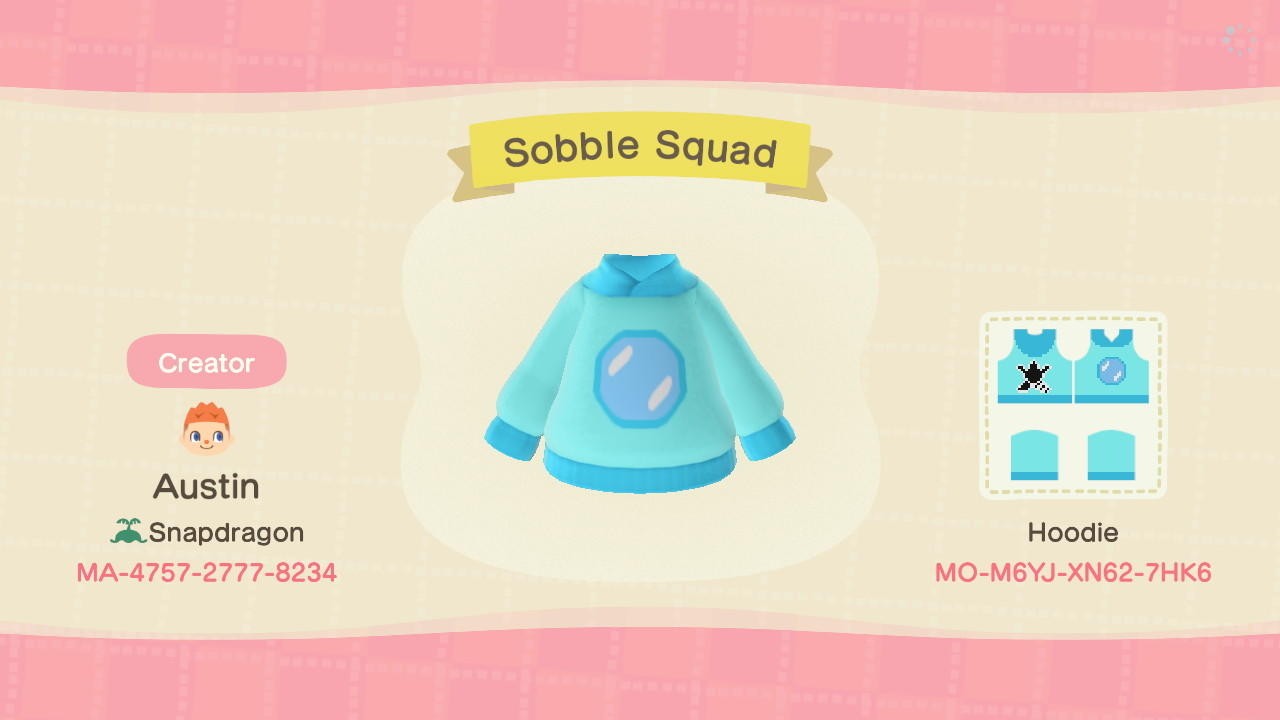 Sobble Squad
Creator
Austin
Snapdragon
MA-4757-2777-8234
Hoodie
MO-M6YJ-XN62-7HK6